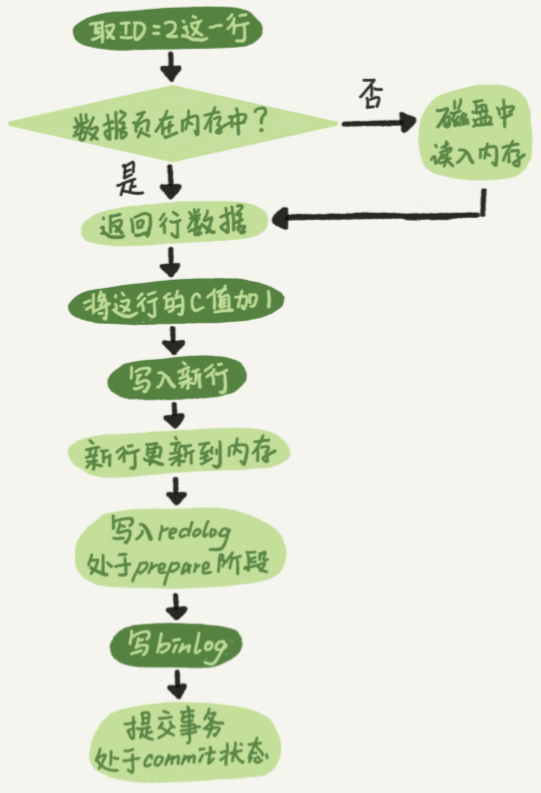 取ID=2这一行
数据页在内存中？
否
磁盘中
读入内存
是
返回行数据
将这行的C值加1
写入新行
新行更新到内存
写入redolog
处于prepare阶段
写binlog
提交事务
处于commit状态